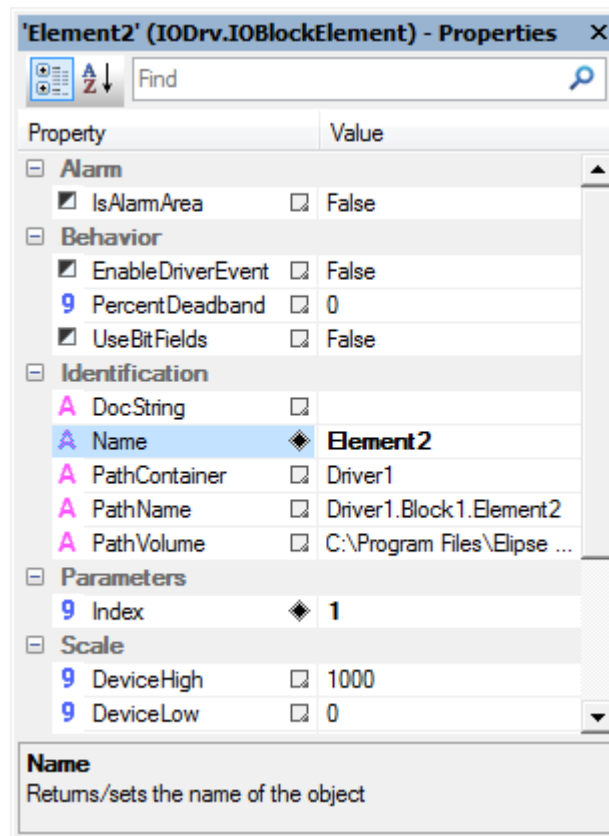 'Element2' (IODrv.IOBlockElement) - Properties
Find
Property Value
Alarm
IsAlarmArea False
Behavior
EnableDriverEvent False
PercentDeadband 0
UseBitFields False
Identification
DocString
Name Element2
PathContainer Driver1
PathName Driver1.Block1.Element2
PathVolume C:\Program Files\Elipse ...
Parameters
Index 1
Scale
DeviceHigh 1000
DeviceLow 0
Name
Returns/sets the name of the object